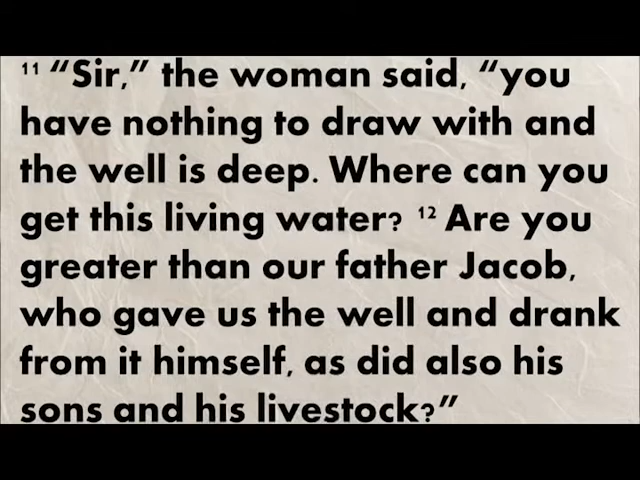 11 “Sir,” the woman said, “you
have nothing to draw with and
the well is deep. Where can you
get this living water? 12 Are you
greater than our father Jacob,
who gave us the well and drank
from it himself, as did also his
sons and his livestock?”